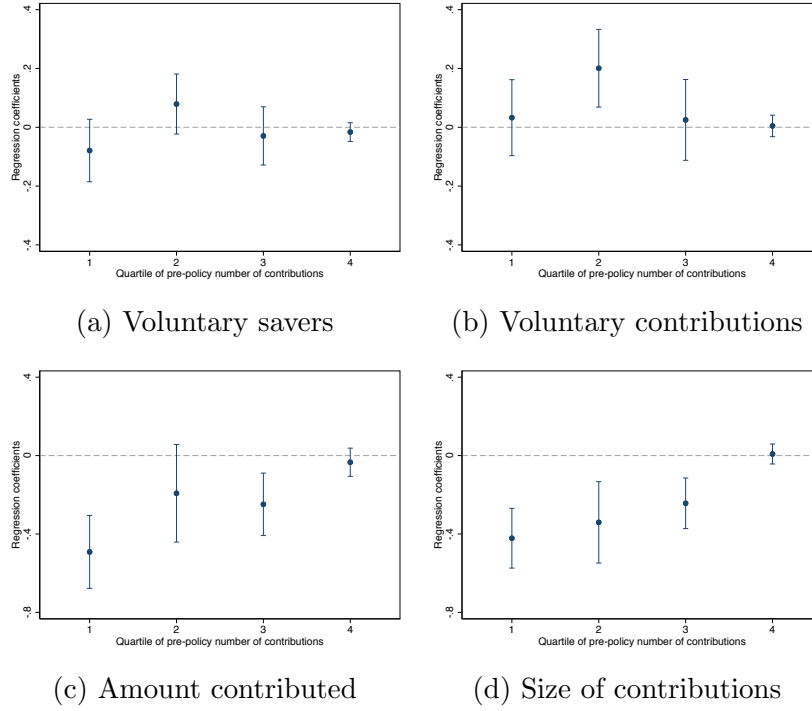 Regression coefficients
.4
.2
0
-.2
-.4
1 2 3 4
Quartile of pre-policy number of contributions
(a) Voluntary savers
Regression coefficients
.4
.2
0
-.2
-.4
1 2 3 4
Quartile of pre-policy number of contributions
(b) Voluntary contributions
Regression coefficients
.4
0
-.4
-.8
1 2 3 4
Quartile of pre-policy number of contributions
(c) Amount contributed
Regression coefficients
.4
0
-.4
-.8
1 2 3 4
Quartile of pre-policy number of contributions
(d) Size of contributions